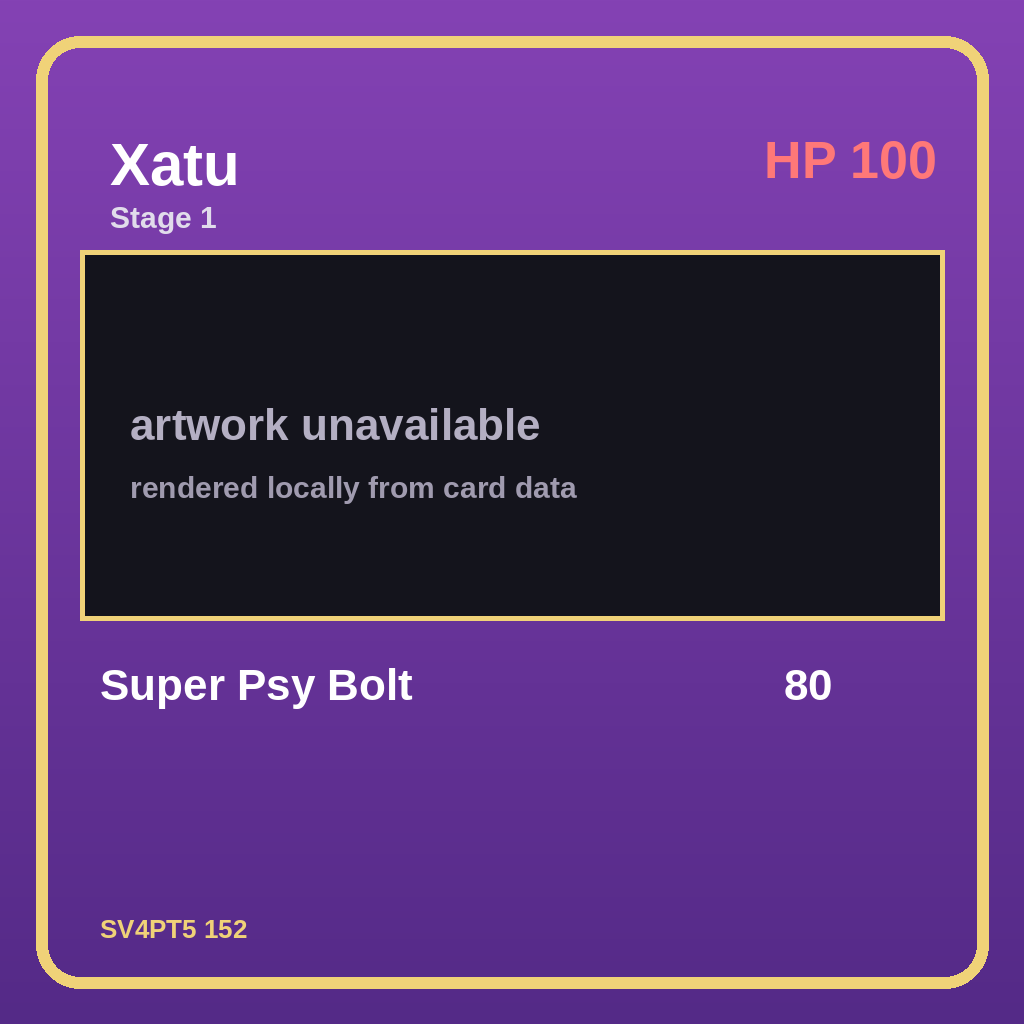 Xatu
HP 100
Stage 1
artwork unavailable
rendered locally from card data
Super Psy Bolt 80
SV4PT5 152